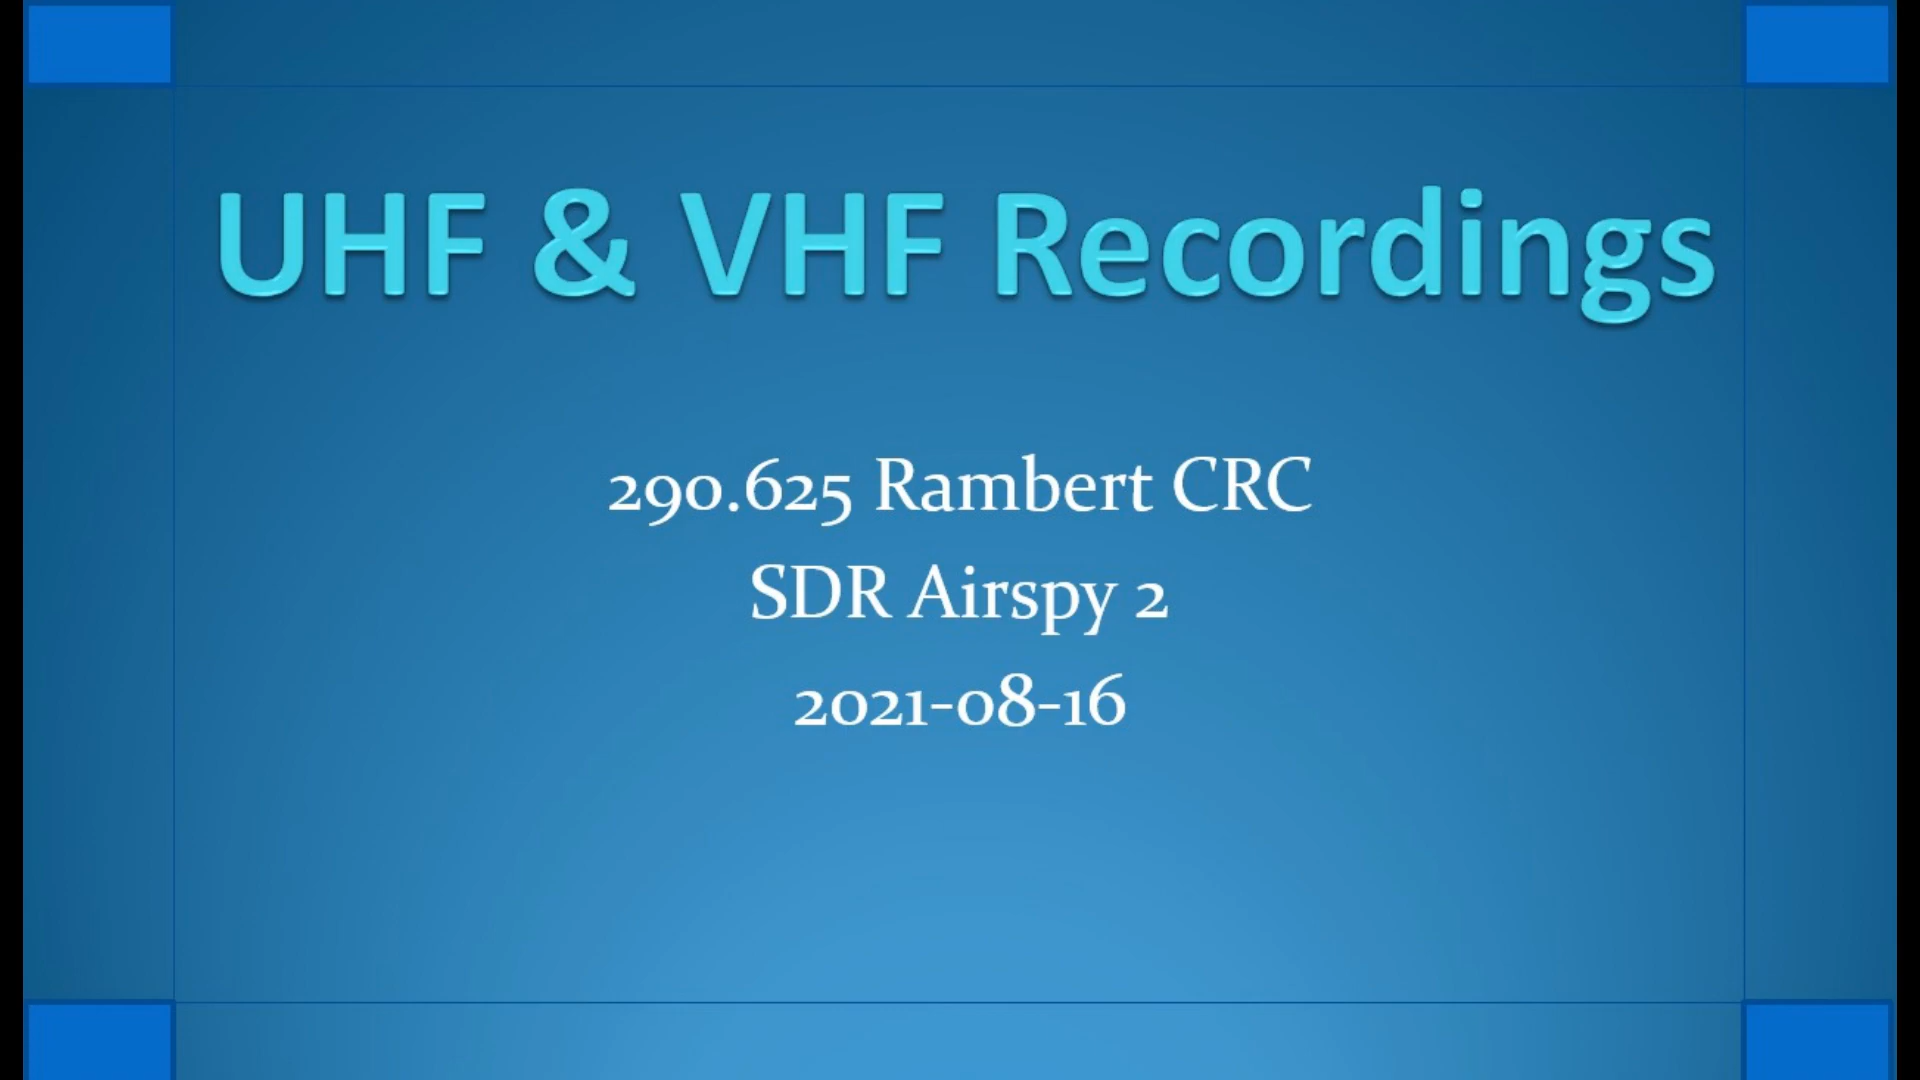 UHF & VHF Recordings
290.625 Rambert CRC
SDR Airspy 2
2021-08-16